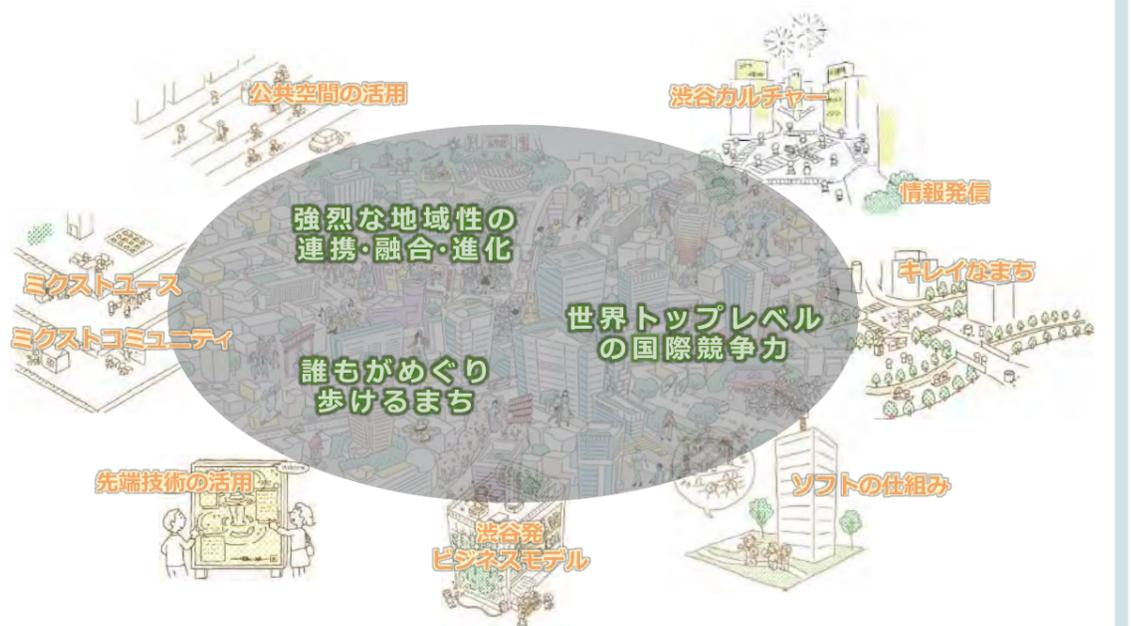 公共空間の活用
渋谷カルチャー
情報発信
強烈な地域性の
連携・融合・進化
ミクストユース
ミクストコミュニティ
キレイなまち
世界トップレベル
の国際競争力
誰もがめぐり
歩けるまち
先端技術の活用
ソフトの仕組み
渋谷発
ビジネスモデル